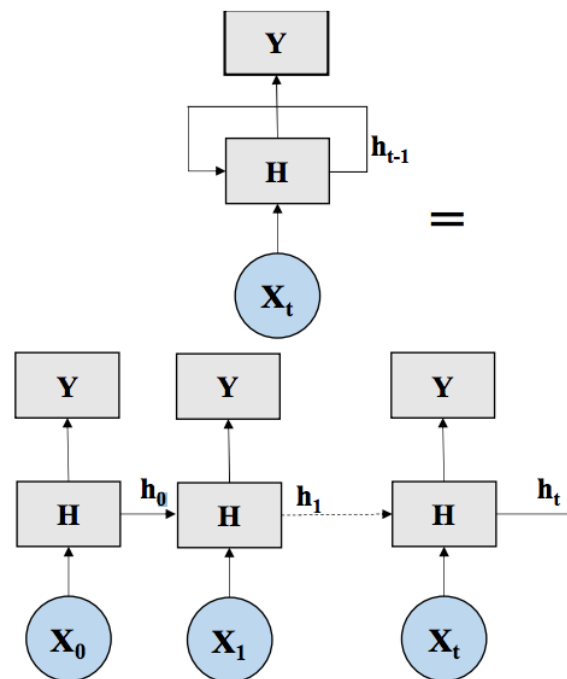 Y
h_{t-1}
H
=
X_t
Y Y Y
h_0 h_1 h_t
H H H
X_0 X_1 X_t